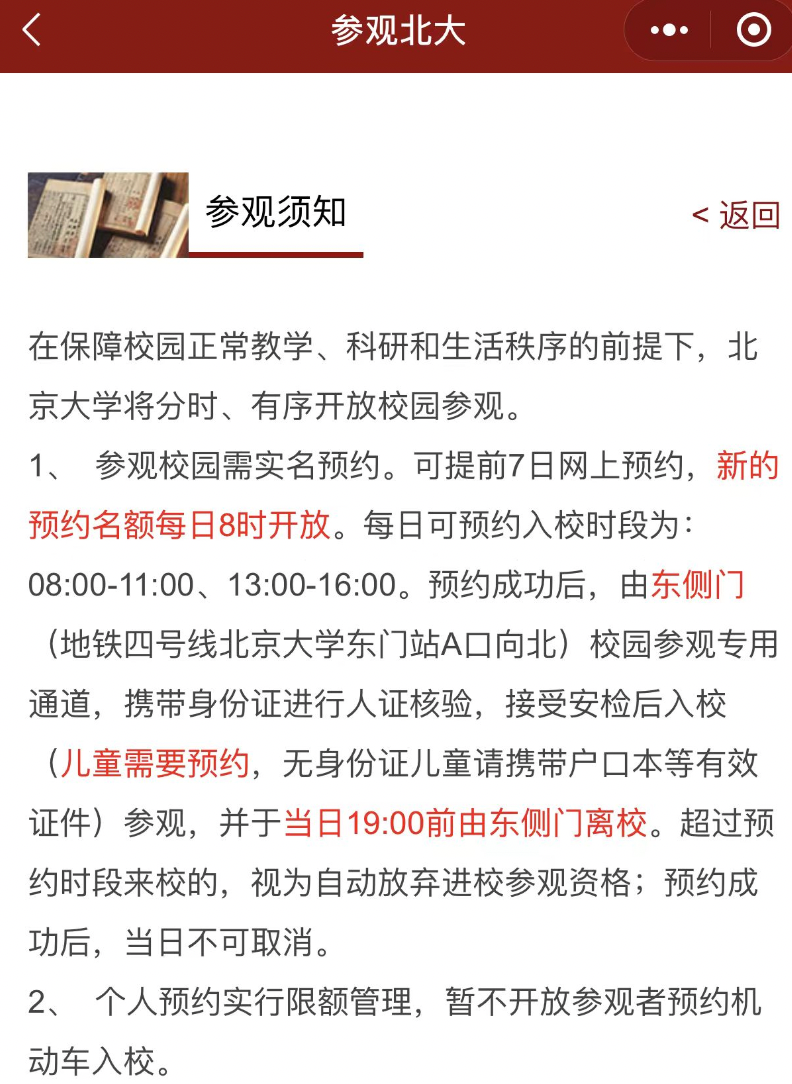 参观北大
参观须知
< 返回
在保障校园正常教学、科研和生活秩序的前提下，北
京大学将分时、有序开放校园参观。
1、 参观校园需实名预约。可提前7日网上预约，新的
预约名额每日8时开放。每日可预约入校时段为：
08:00-11:00、13:00-16:00。预约成功后，由东侧门
（地铁四号线北京大学东门站A口向北）校园参观专用
通道，携带身份证进行人证核验，接受安检后入校
（儿童需要预约，无身份证儿童请携带户口本等有效
证件）参观，并于当日19:00前由东侧门离校。超过预
约时段来校的，视为自动放弃进校参观资格；预约成
功后，当日不可取消。
2、 个人预约实行限额管理，暂不开放参观者预约机
动车入校。